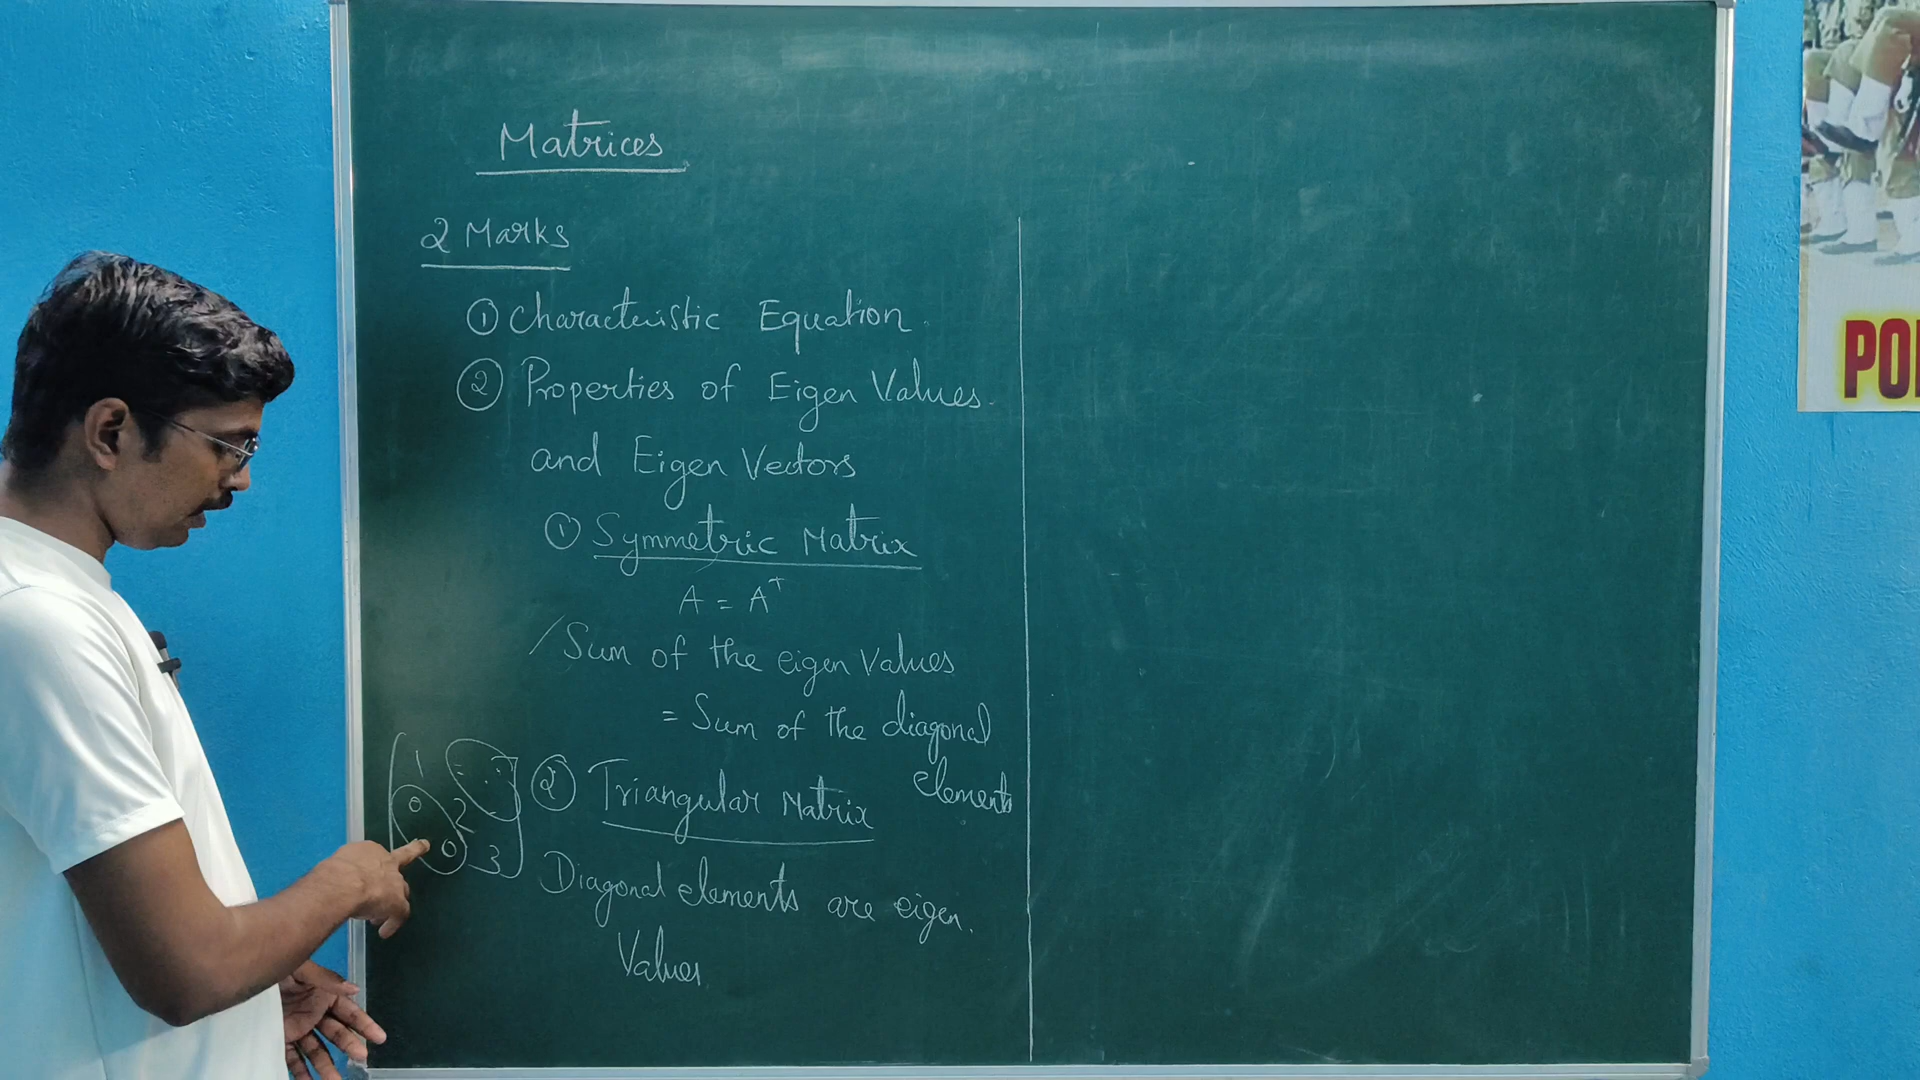 Matrices
2 Marks
① Characteristic Equation.
② Properties of Eigen Values
and Eigen Vectors
① Symmetric Matrix
A = Aᵀ
Sum of the eigen values
= Sum of the diagonal
elements
② Triangular Matrix
Diagonal elements are eigen
Values
1
0 2
0 3